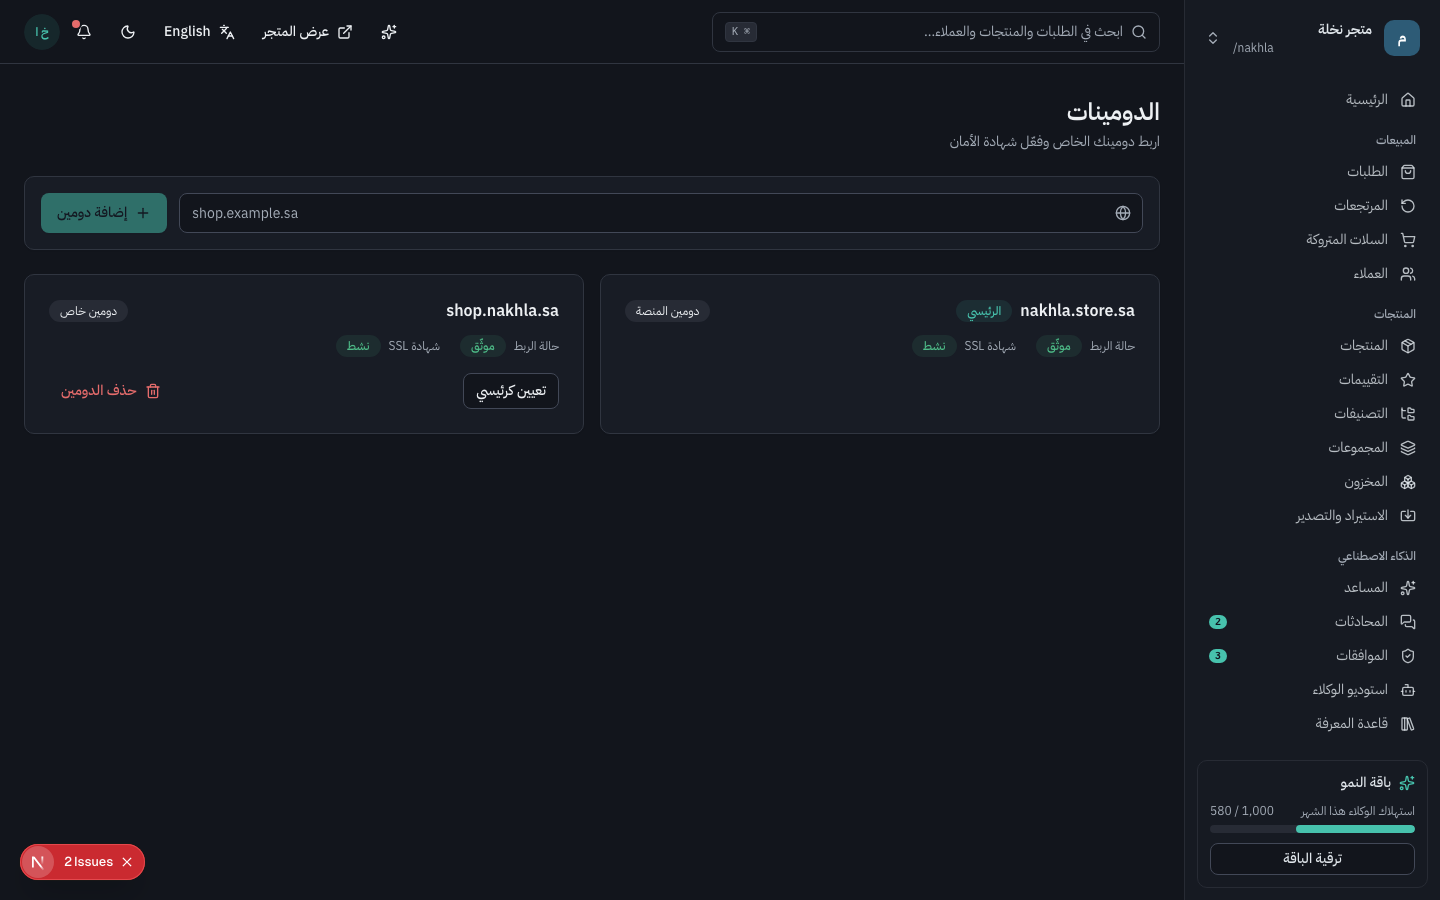 متجر نخلة
/nakhla
الرئيسية
المبيعات
الطلبات
المرتجعات
السلات المتروكة
العملاء
المنتجات
المنتجات
التقييمات
التصنيفات
المجموعات
المخزون
الاستيراد والتصدير
الذكاء الاصطناعي
المساعد
المحادثات 2
الموافقات 3
استوديو الوكلاء
قاعدة المعرفة
باقة النمو
استهلاك الوكلاء هذا الشهر 580 / 1,000
ترقية الباقة
م
ابحث في الطلبات والمنتجات والعملاء... ⌘ K
عرض المتجر
English
خ ا
الدومينات
اربط دومينك الخاص وفعّل شهادة الأمان
shop.example.sa
إضافة دومين
nakhla.store.sa الرئيسي دومين المنصة
حالة الربط موثّق شهادة SSL نشط
shop.nakhla.sa دومين خاص
حالة الربط موثّق شهادة SSL نشط
تعيين كرئيسي حذف الدومين
N 2 Issues